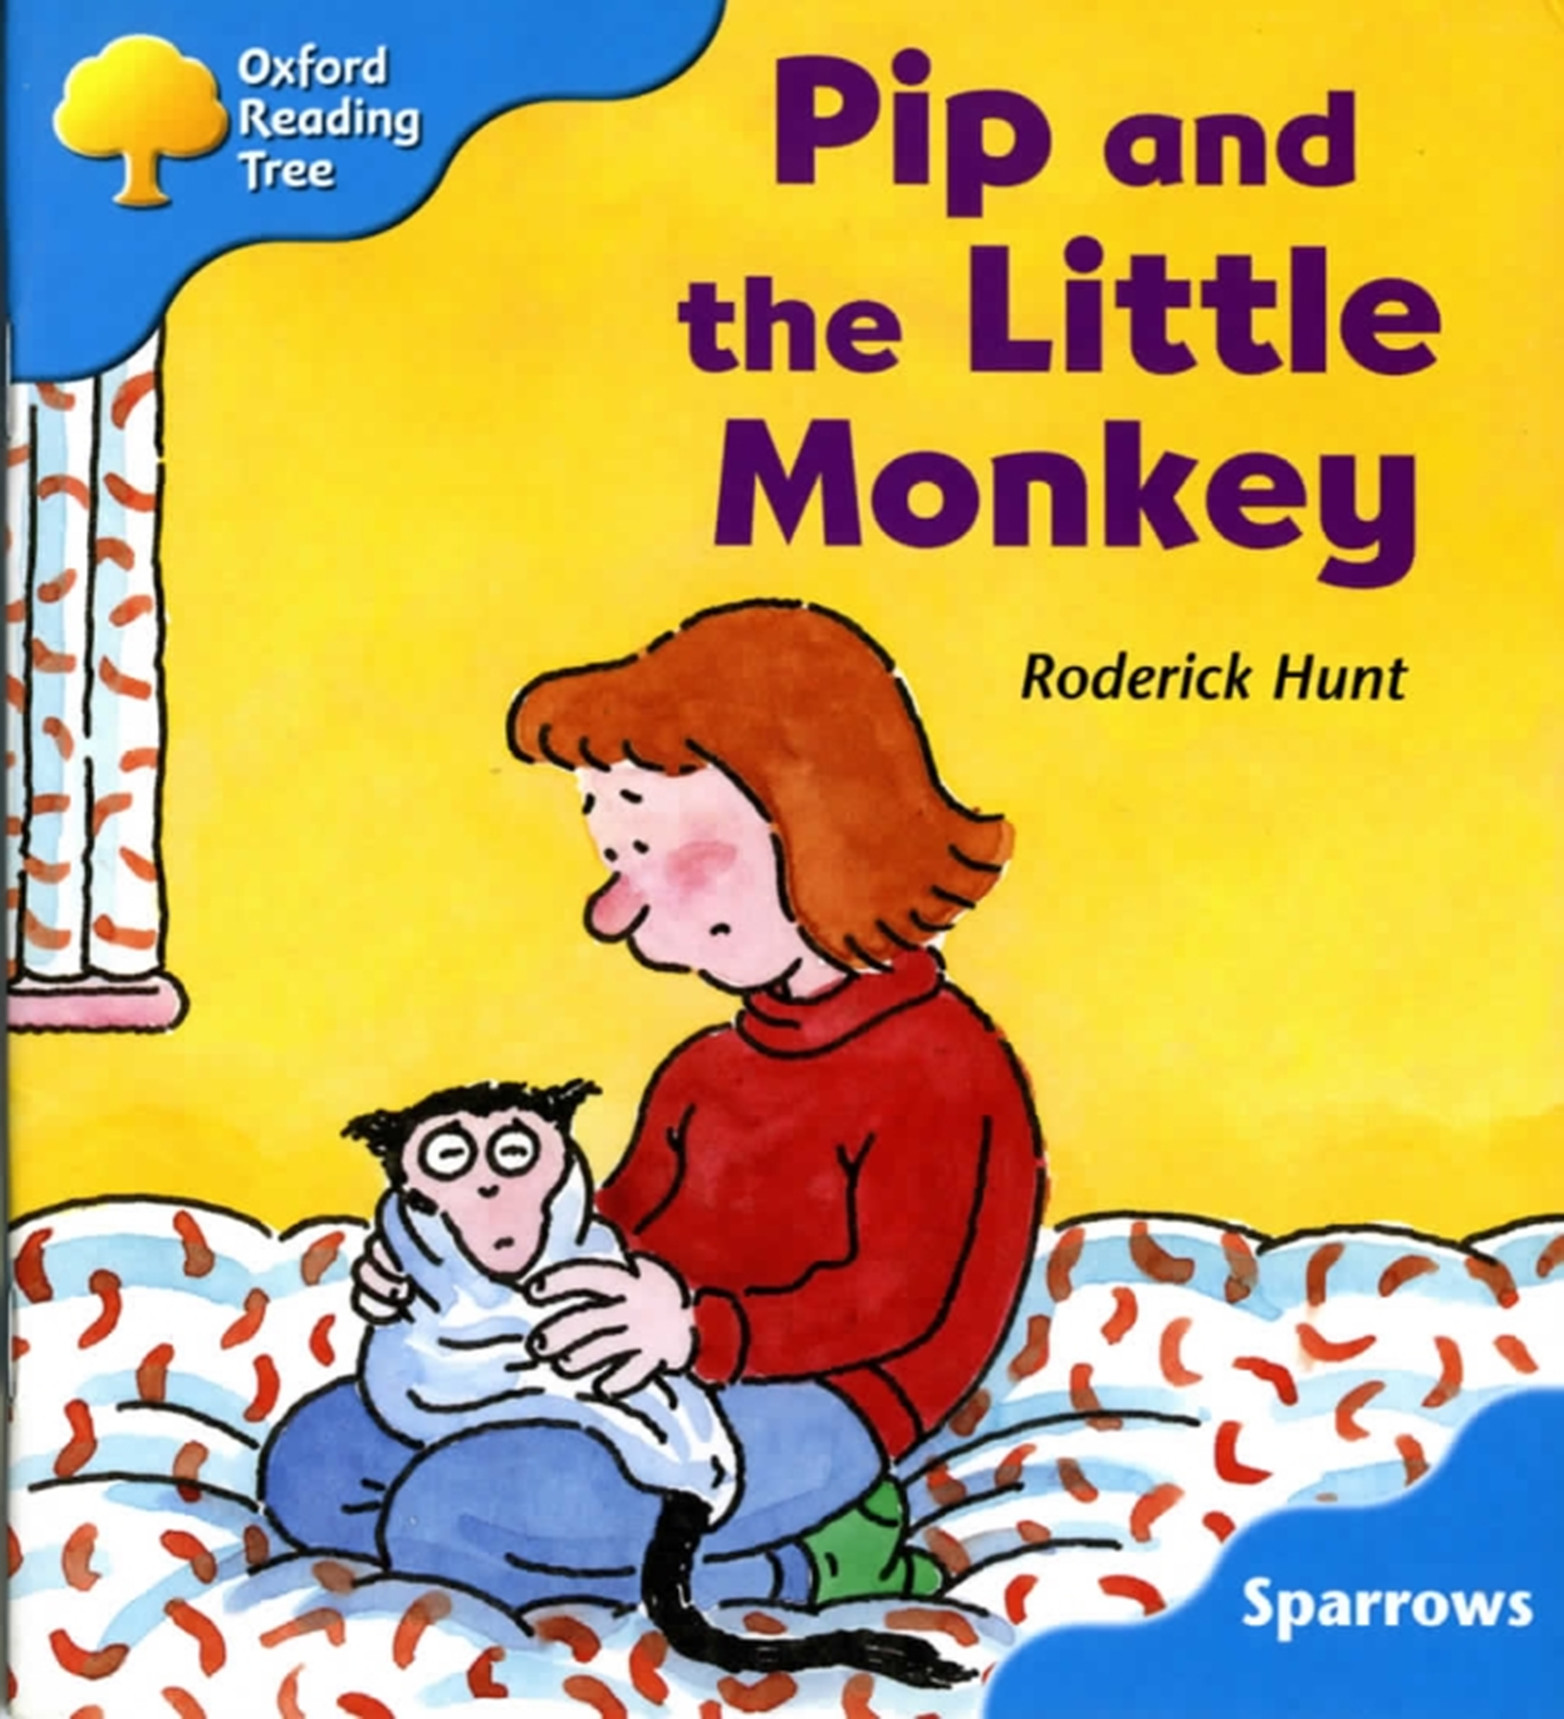 Oxford
Reading
Tree
Pip and
the Little
Monkey
Roderick Hunt
Sparrows